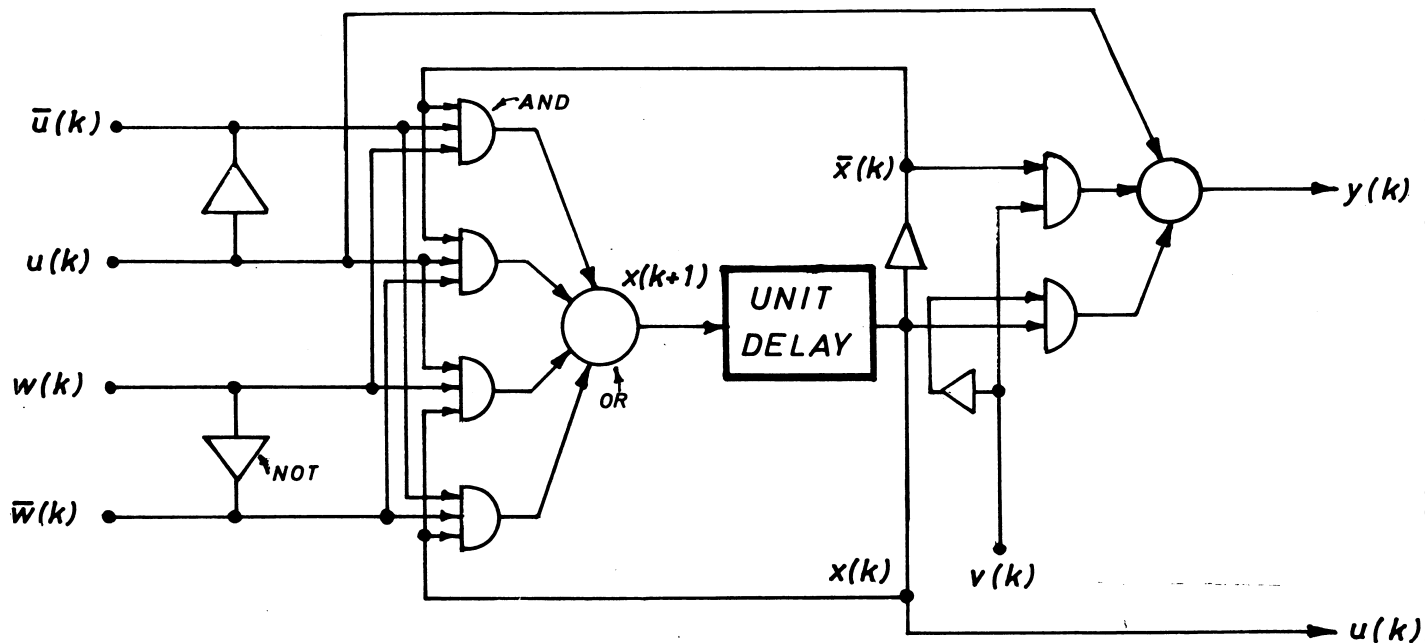 AND
ū(k)
x̄(k)
y(k)
u(k)
x(k+1)
UNIT
DELAY
w(k)
OR
NOT
w̄(k)
x(k)
v(k)
u(k)